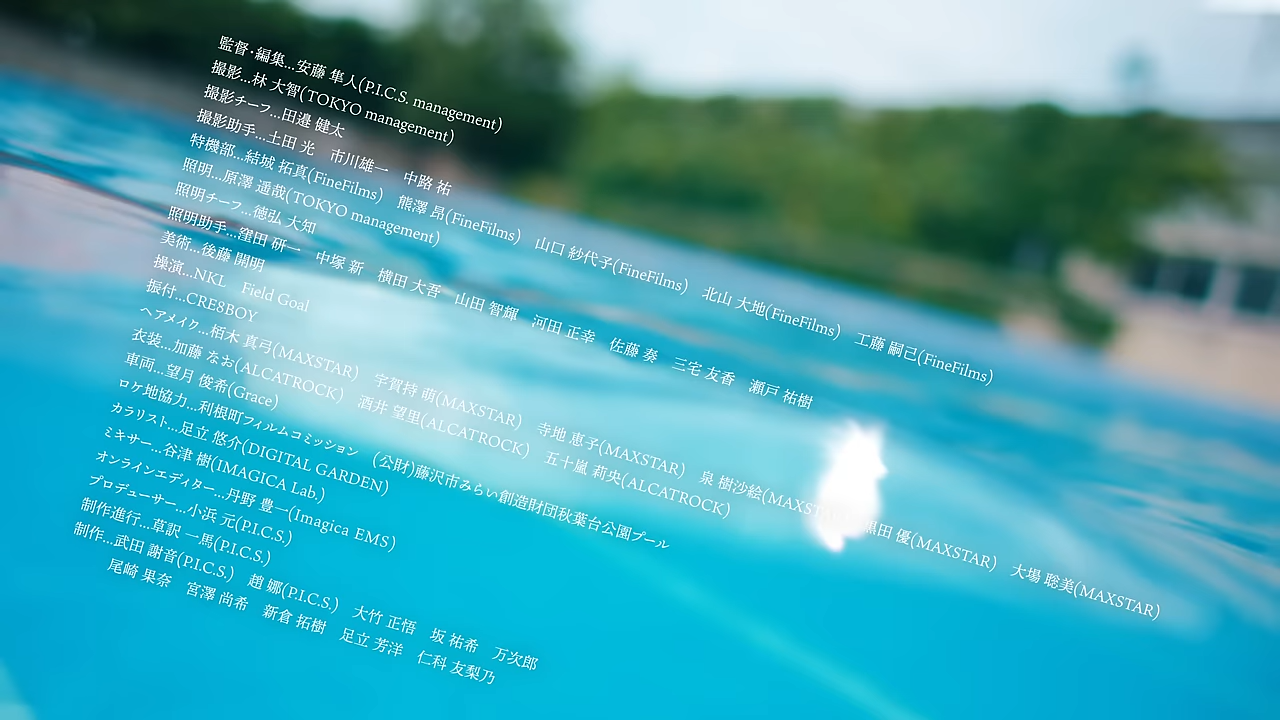 監督・編集...安藤 隼人(P.I.C.S. management)
撮影...林 大智(TOKYO management)
撮影チーフ...田邉 健太
撮影助手...土田 光　市川雄一　中路 祐
特機部...結城 拓真(FineFilms)　熊澤 昂(FineFilms)　山口 紗代子(FineFilms)　北山 大地(FineFilms)　工藤 嗣己(FineFilms)
照明...原澤 遥哉(TOKYO management)
照明チーフ...徳弘 大知
照明助手...窪田 研一　中塚 新　横田 大吾　山田 智輝　河田 正幸　佐藤 奏　三宅 友香　瀬戸 祐樹
美術...後藤 開明
操演...NKL　Field Goal
振付...CRE8BOY
ヘアメイク...栢木 真弓(MAXSTAR)　宇賀持 萌(MAXSTAR)　寺地 恵子(MAXSTAR)　泉 樹沙絵(MAXSTAR)　黒田 優(MAXSTAR)　大場 聡美(MAXSTAR)
衣装...加藤 なお(ALCATROCK)　酒井 望里(ALCATROCK)　五十嵐 莉央(ALCATROCK)
車両...望月 俊希(Grace)
ロケ地協力...利根町フィルムコミッション　(公財)藤沢市みらい創造財団秋葉台公園プール
カラリスト...足立 悠介(DIGITAL GARDEN)
ミキサー...谷津 樹(IMAGICA Lab.)
オンラインエディター...丹野 豊一(Imagica EMS)
プロデューサー...小浜 元(P.I.C.S.)
制作進行...草訳 一馬(P.I.C.S.)
制作...武田 謝音(P.I.C.S.)　趙 娜(P.I.C.S.)　大竹 正悟　坂 祐希　万次郎
尾崎 果奈　宮澤 尚希　新倉 拓樹　足立 芳洋　仁科 友梨乃